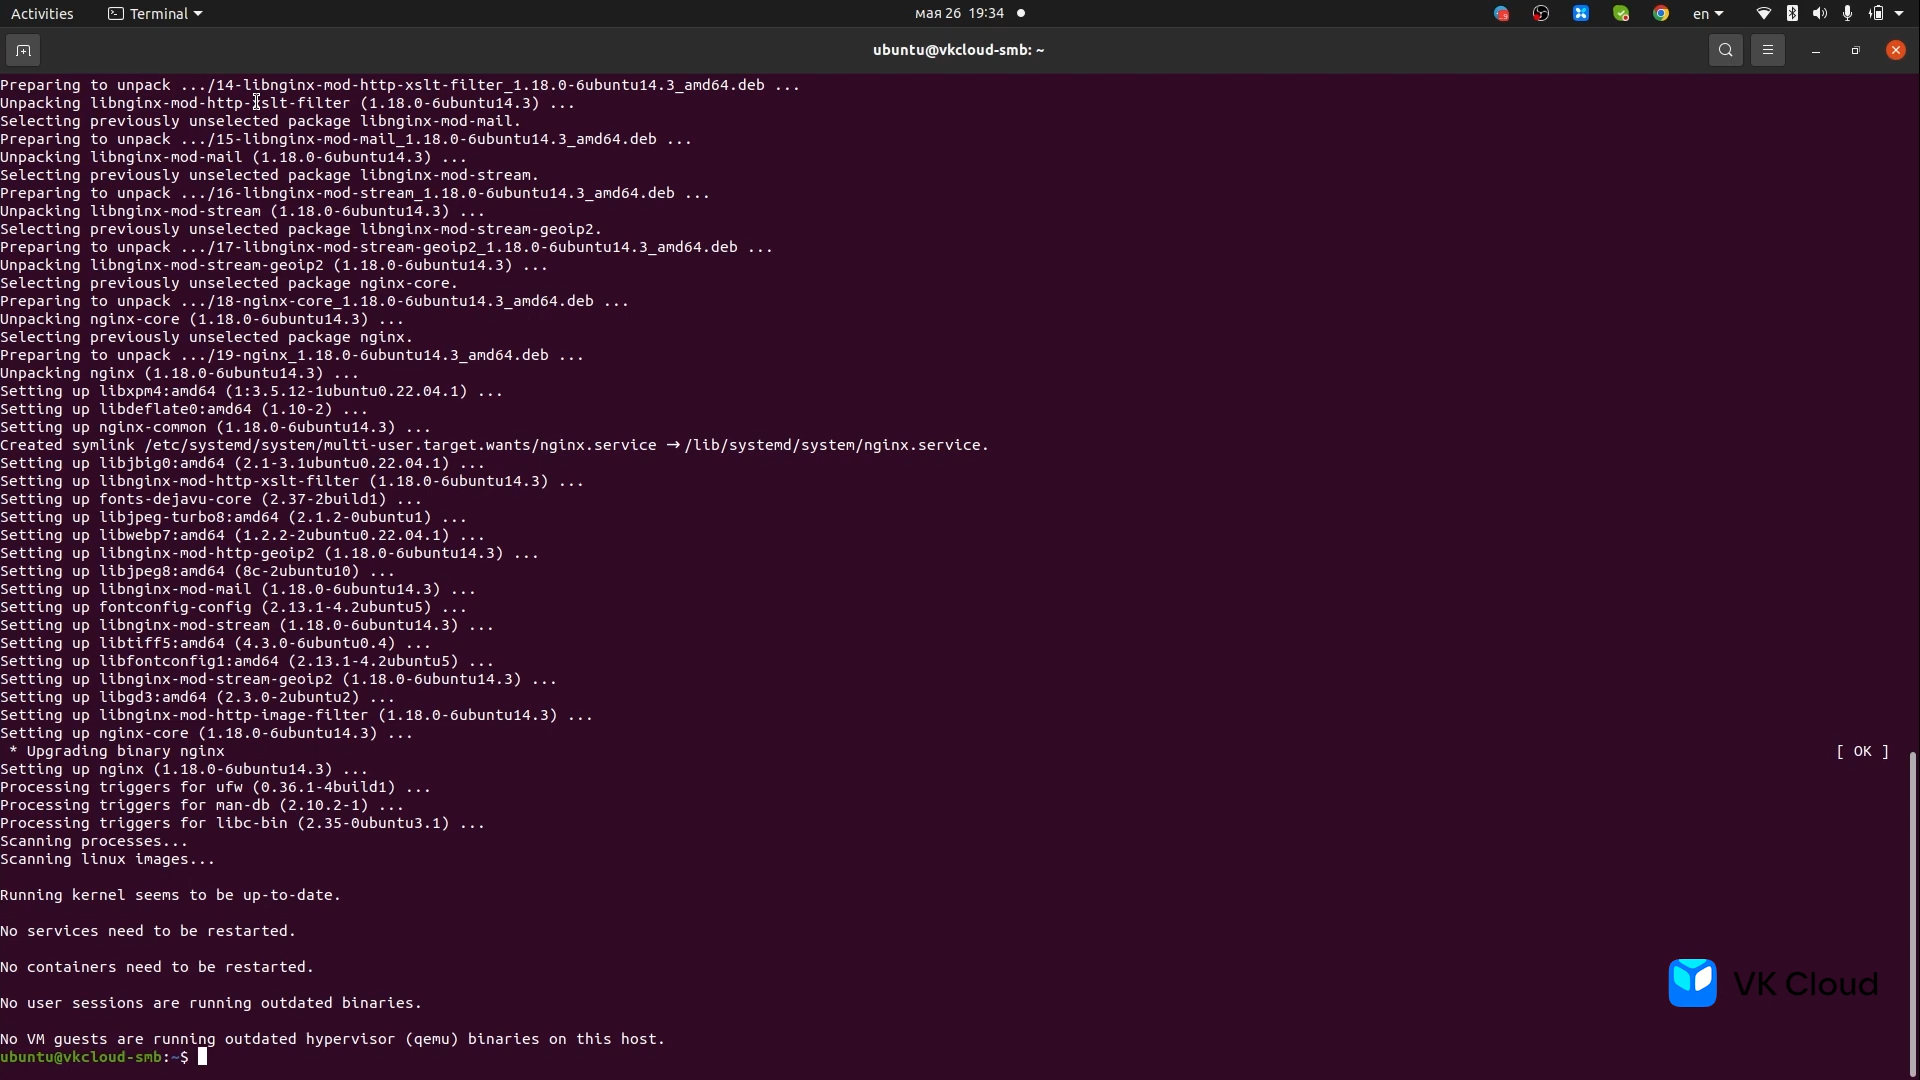 Activities
Terminal
мая 26 19:34
en
ubuntu@vkcloud-smb: ~
Preparing to unpack .../14-libnginx-mod-http-xslt-filter_1.18.0-6ubuntu14.3_amd64.deb ...
Unpacking libnginx-mod-http-xslt-filter (1.18.0-6ubuntu14.3) ...
Selecting previously unselected package libnginx-mod-mail.
Preparing to unpack .../15-libnginx-mod-mail_1.18.0-6ubuntu14.3_amd64.deb ...
Unpacking libnginx-mod-mail (1.18.0-6ubuntu14.3) ...
Selecting previously unselected package libnginx-mod-stream.
Preparing to unpack .../16-libnginx-mod-stream_1.18.0-6ubuntu14.3_amd64.deb ...
Unpacking libnginx-mod-stream (1.18.0-6ubuntu14.3) ...
Selecting previously unselected package libnginx-mod-stream-geoip2.
Preparing to unpack .../17-libnginx-mod-stream-geoip2_1.18.0-6ubuntu14.3_amd64.deb ...
Unpacking libnginx-mod-stream-geoip2 (1.18.0-6ubuntu14.3) ...
Selecting previously unselected package nginx-core.
Preparing to unpack .../18-nginx-core_1.18.0-6ubuntu14.3_amd64.deb ...
Unpacking nginx-core (1.18.0-6ubuntu14.3) ...
Selecting previously unselected package nginx.
Preparing to unpack .../19-nginx_1.18.0-6ubuntu14.3_amd64.deb ...
Unpacking nginx (1.18.0-6ubuntu14.3) ...
Setting up libxpm4:amd64 (1:3.5.12-1ubuntu0.22.04.1) ...
Setting up libdeflate0:amd64 (1.10-2) ...
Setting up nginx-common (1.18.0-6ubuntu14.3) ...
Created symlink /etc/systemd/system/multi-user.target.wants/nginx.service → /lib/systemd/system/nginx.service.
Setting up libjbig0:amd64 (2.1-3.1ubuntu0.22.04.1) ...
Setting up libnginx-mod-http-xslt-filter (1.18.0-6ubuntu14.3) ...
Setting up fonts-dejavu-core (2.37-2build1) ...
Setting up libjpeg-turbo8:amd64 (2.1.2-0ubuntu1) ...
Setting up libwebp7:amd64 (1.2.2-2ubuntu0.22.04.1) ...
Setting up libnginx-mod-http-geoip2 (1.18.0-6ubuntu14.3) ...
Setting up libjpeg8:amd64 (8c-2ubuntu10) ...
Setting up libnginx-mod-mail (1.18.0-6ubuntu14.3) ...
Setting up fontconfig-config (2.13.1-4.2ubuntu5) ...
Setting up libnginx-mod-stream (1.18.0-6ubuntu14.3) ...
Setting up libtiff5:amd64 (4.3.0-6ubuntu0.4) ...
Setting up libfontconfig1:amd64 (2.13.1-4.2ubuntu5) ...
Setting up libnginx-mod-stream-geoip2 (1.18.0-6ubuntu14.3) ...
Setting up libgd3:amd64 (2.3.0-2ubuntu2) ...
Setting up libnginx-mod-http-image-filter (1.18.0-6ubuntu14.3) ...
Setting up nginx-core (1.18.0-6ubuntu14.3) ...
* Upgrading binary nginx [ OK ]
Setting up nginx (1.18.0-6ubuntu14.3) ...
Processing triggers for ufw (0.36.1-4build1) ...
Processing triggers for man-db (2.10.2-1) ...
Processing triggers for libc-bin (2.35-0ubuntu3.1) ...
Scanning processes...
Scanning linux images...
Running kernel seems to be up-to-date.
No services need to be restarted.
No containers need to be restarted.
No user sessions are running outdated binaries.
No VM guests are running outdated hypervisor (qemu) binaries on this host.
ubuntu@vkcloud-smb:~$
VK Cloud